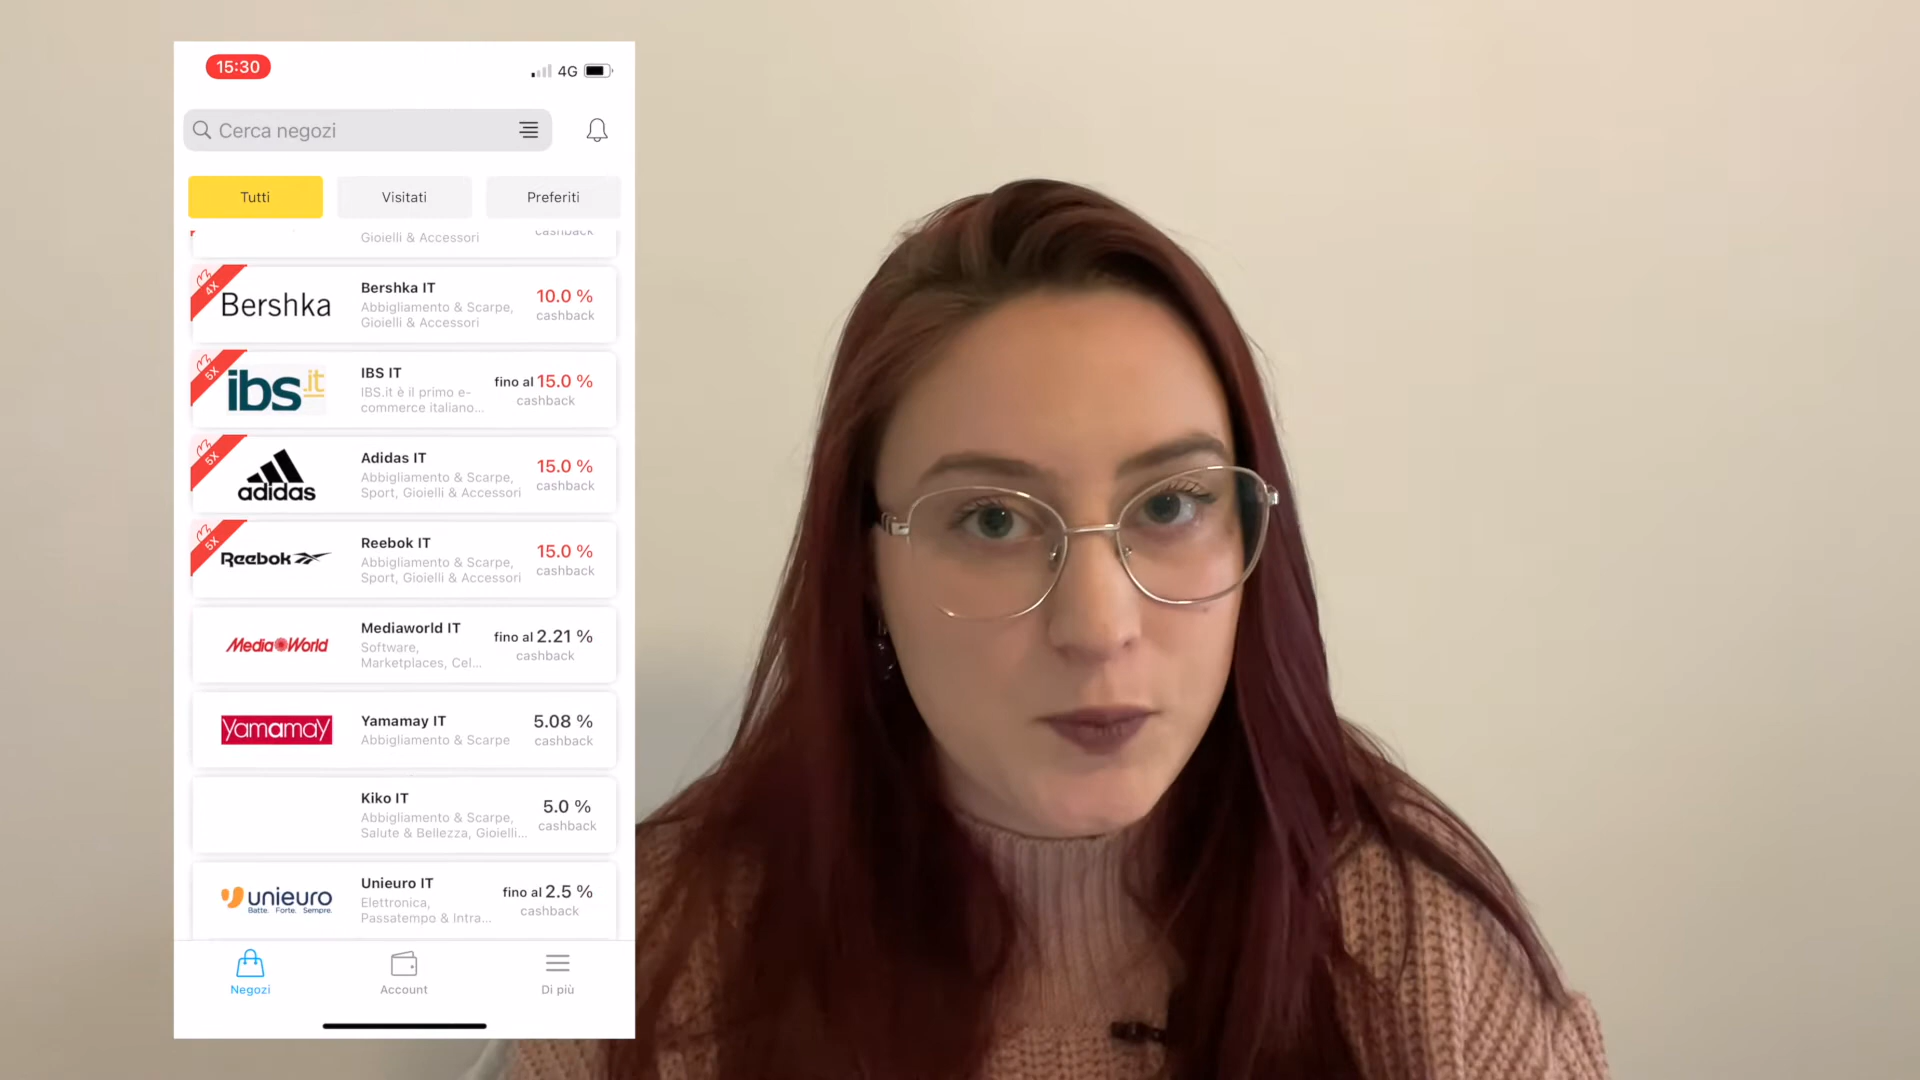 15:30
4G
Cerca negozi
Tutti
Visitati
Preferiti
Gioielli & Accessori
cashback
4X
Bershka
Bershka IT
Abbigliamento & Scarpe,
Gioielli & Accessori
10.0 %
cashback
5X
ibs.it
IBS IT
IBS.it è il primo e-
commerce italiano...
fino al 15.0 %
cashback
5X
adidas
Adidas IT
Abbigliamento & Scarpe,
Sport, Gioielli & Accessori
15.0 %
cashback
5X
Reebok
Reebok IT
Abbigliamento & Scarpe,
Sport, Gioielli & Accessori
15.0 %
cashback
MediaWorld
Mediaworld IT
Software,
Marketplaces, Cel...
fino al 2.21 %
cashback
yamamay
Yamamay IT
Abbigliamento & Scarpe
5.08 %
cashback
Kiko IT
Abbigliamento & Scarpe,
Salute & Bellezza, Gioielli...
5.0 %
cashback
unieuro
Batte. Forte. Sempre.
Unieuro IT
Elettronica,
Passatempo & Intra...
fino al 2.5 %
cashback
Negozi
Account
Di più